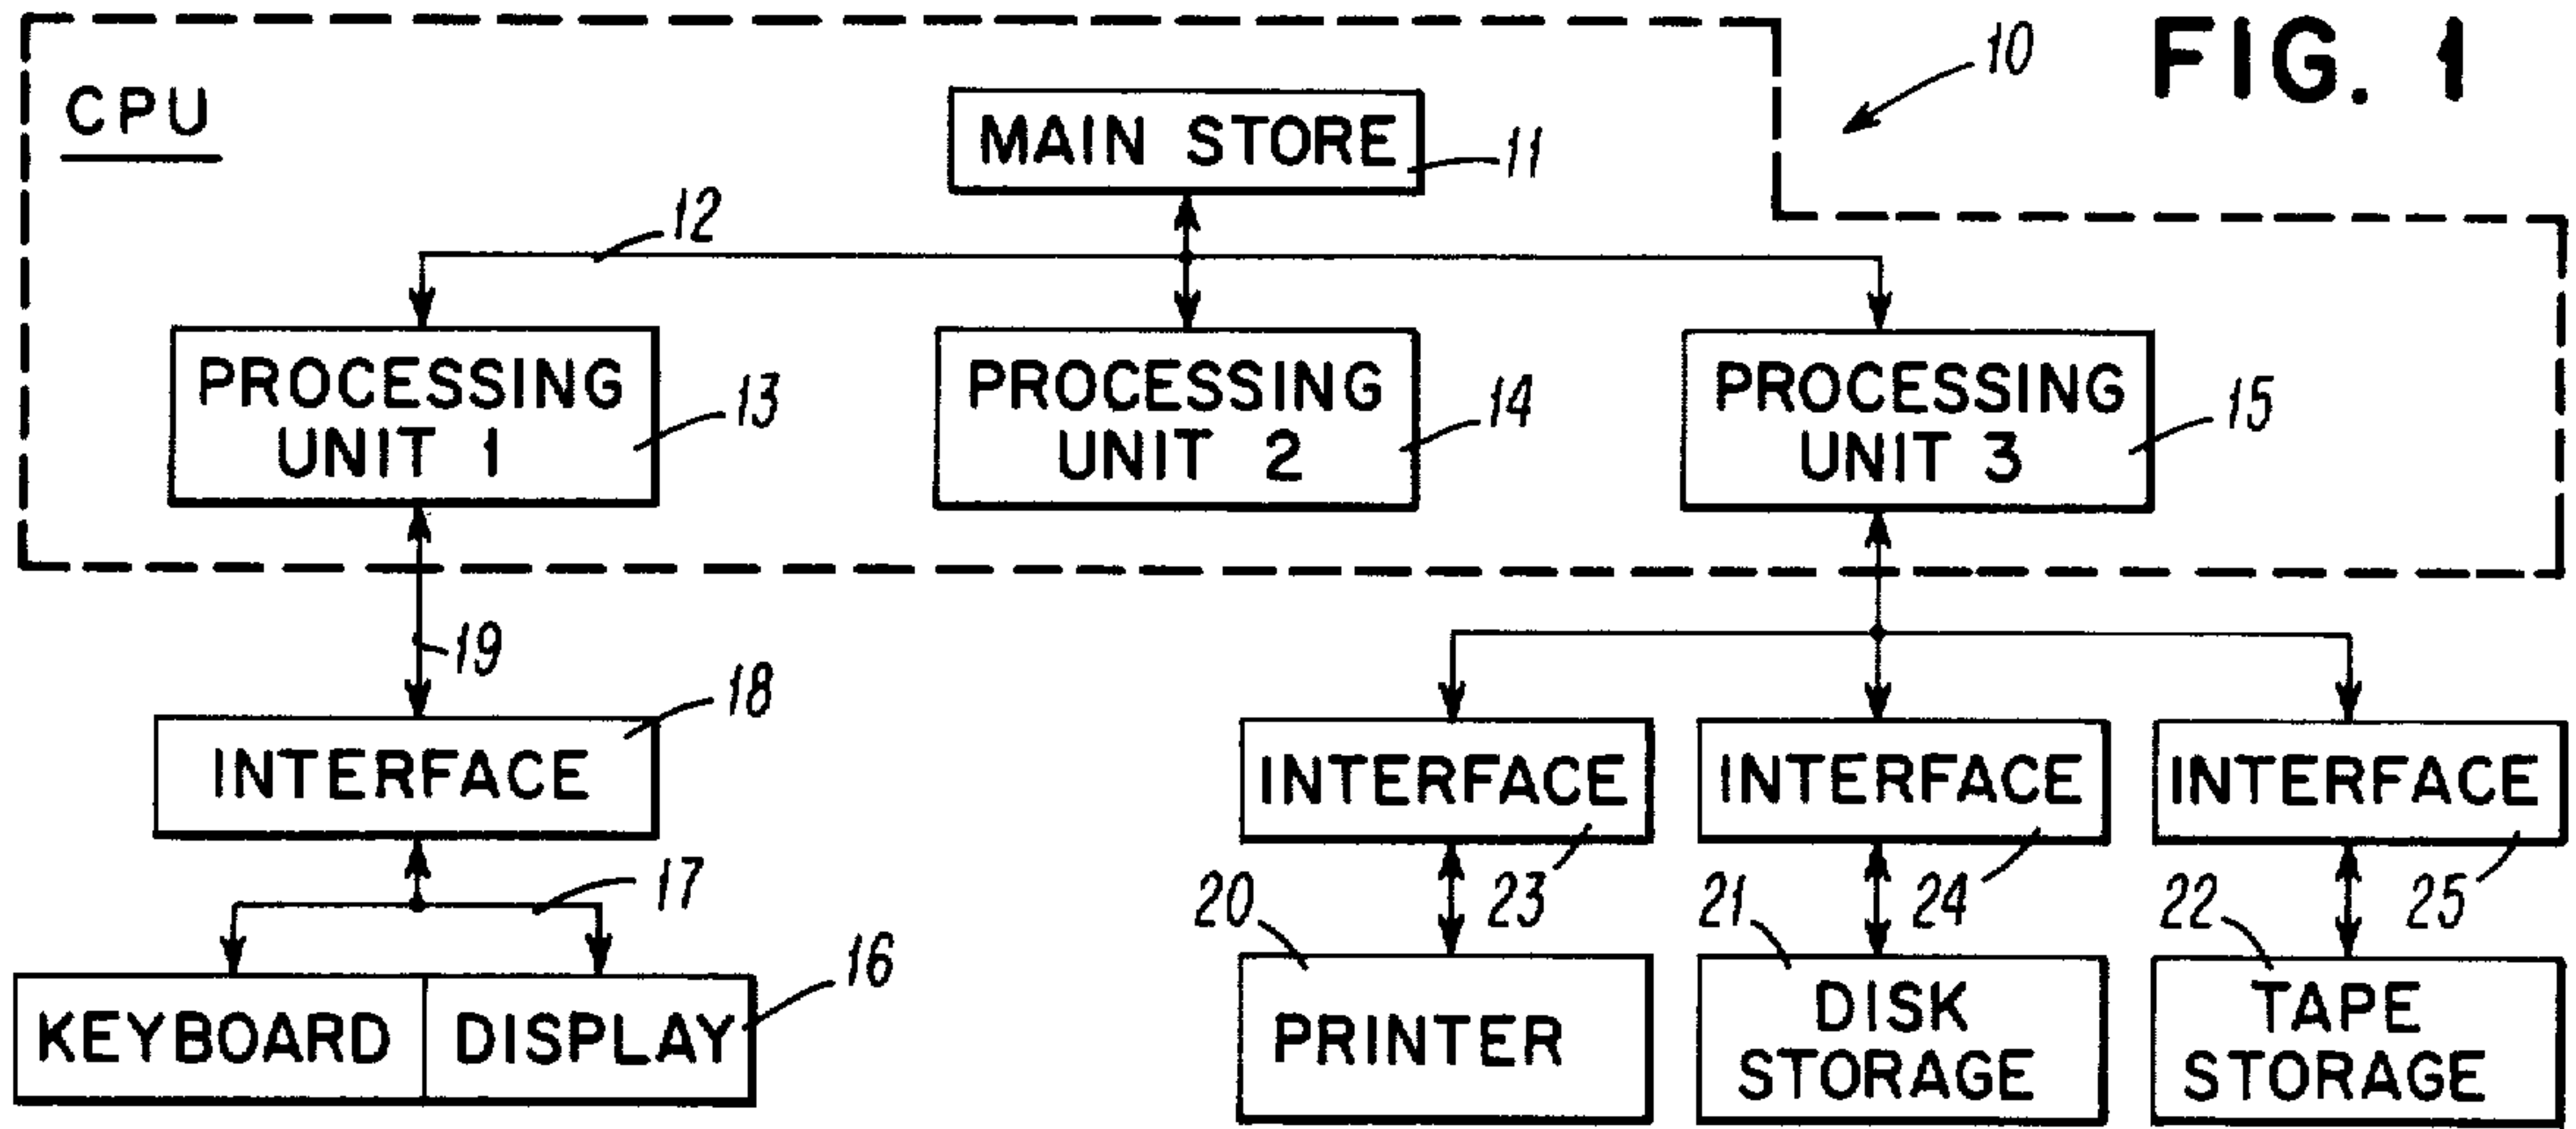 FIG. 1
10
CPU
MAIN STORE
11
12
PROCESSING
UNIT 1
13
PROCESSING
UNIT 2
14
PROCESSING
UNIT 3
15
19
INTERFACE
18
INTERFACE
23
INTERFACE
24
INTERFACE
25
17
KEYBOARD
DISPLAY
16
20
PRINTER
21
DISK
STORAGE
22
TAPE
STORAGE